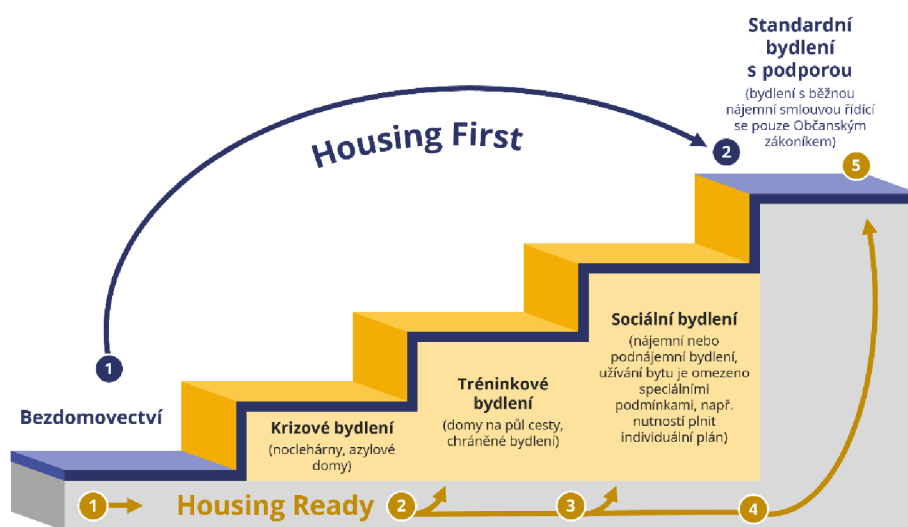 Standardní
bydlení
s podporou
(bydlení s běžnou
nájemní smlouvou řídící
se pouze Občanským
zákoníkem)
Housing First
2
5
1
Bezdomovectví
Krizové bydlení
(noclehárny, azylové
domy)
Tréninkové
bydlení
(domy na půl cesty,
chráněné bydlení)
Sociální bydlení
(nájemní nebo
podnájemní bydlení,
užívání bytu je omezeno
speciálními
podmínkami, např.
nutností plnit
individuální plán)
1
Housing Ready
2
3
4